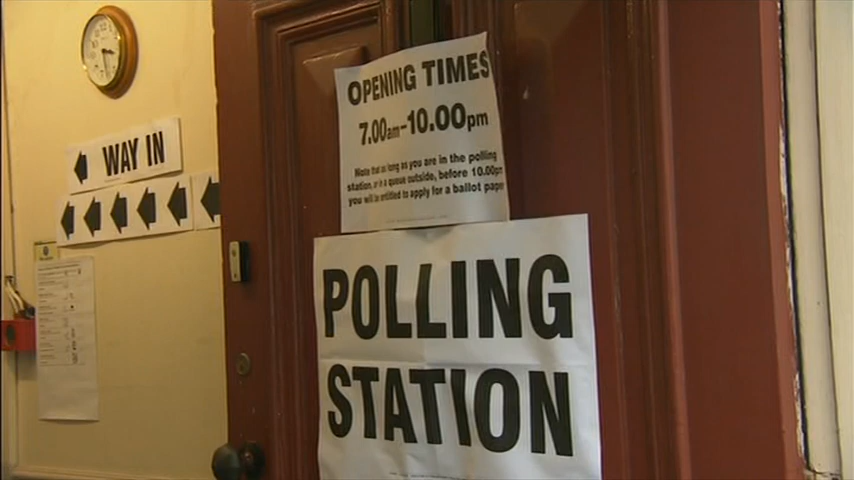 WAY IN
OPENING TIMES
7.00am-10.00pm
Note that as long as you are in the polling
station, or in a queue outside, before 10.00pm
you will be entitled to apply for a ballot paper
POLLING
STATION